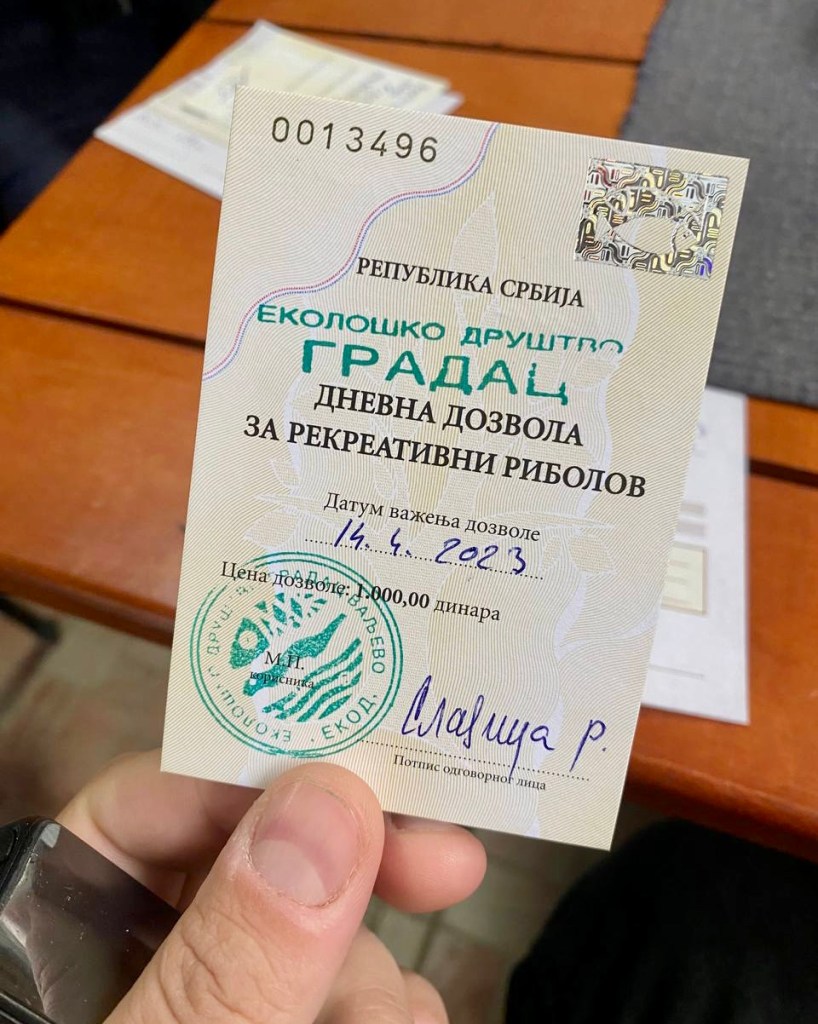 0013496
РЕПУБЛИКА СРБИЈА
ЕКОЛОШКО ДРУШТВО
ГРАДАЦ
ДНЕВНА ДОЗВОЛА
ЗА РЕКРЕАТИВНИ РИБОЛОВ
Датум важења дозволе
14. 4. 2023
Цена дозволе: 1.000,00 динара
М.П.
корисника
Славица Р.
Потпис одговорног лица